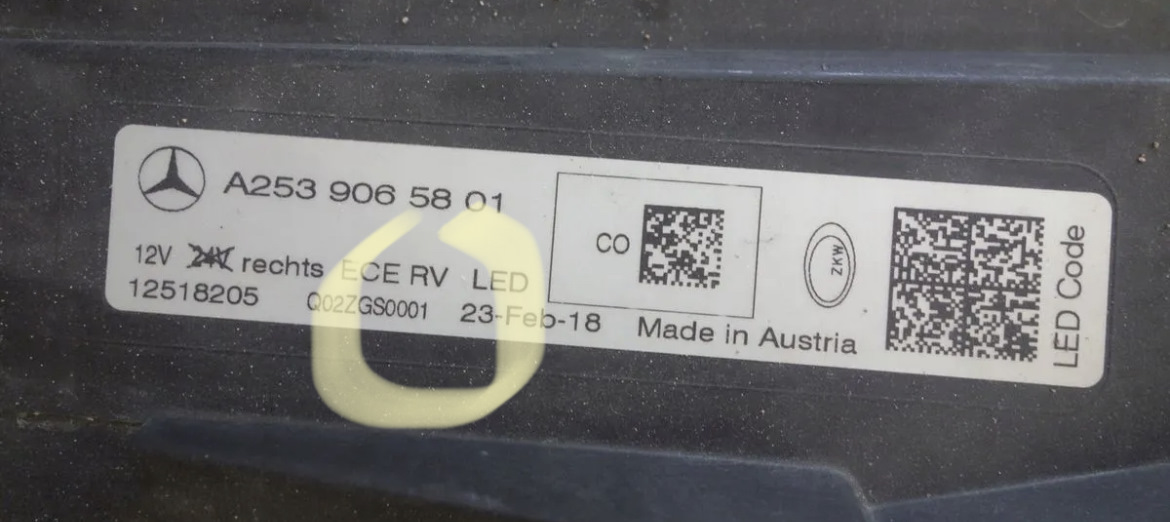 A253 906 58 01
12V 24V rechts ECE RV LED
12518205 Q02ZGS0001 23-Feb-18
CO
ZKW
Made in Austria
LED Code